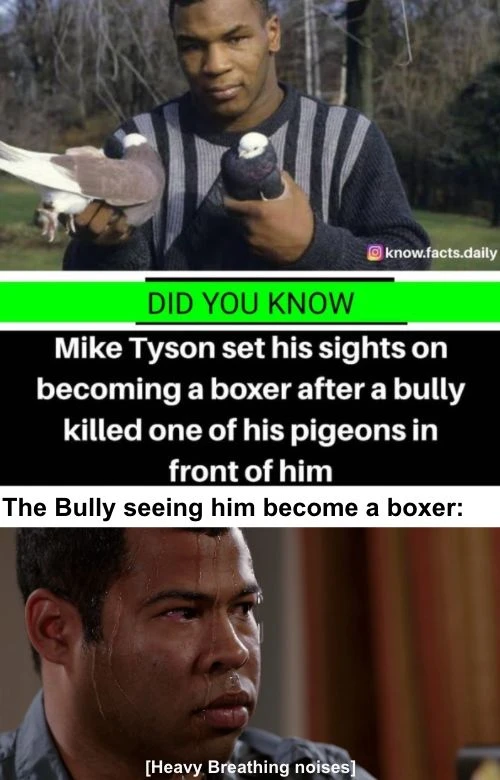 know.facts.daily
DID YOU KNOW
Mike Tyson set his sights on
becoming a boxer after a bully
killed one of his pigeons in
front of him
The Bully seeing him become a boxer:
[Heavy Breathing noises]